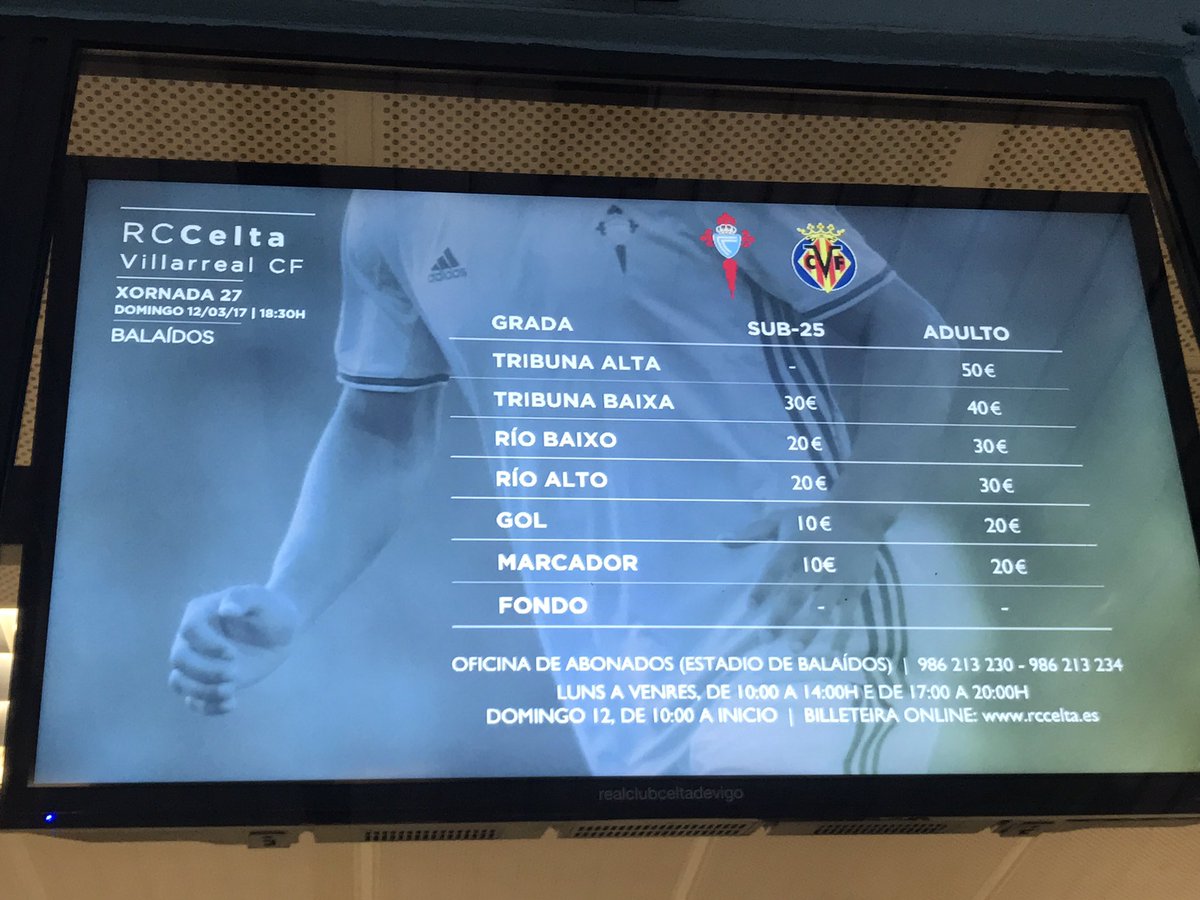 RCCelta
Villarreal CF
XORNADA 27
DOMINGO 12/03/17 | 18:30H
BALAÍDOS
adidas
CVF
GRADA SUB-25 ADULTO
TRIBUNA ALTA - 50€
TRIBUNA BAIXA 30€ 40€
RÍO BAIXO 20€ 30€
RÍO ALTO 20€ 30€
GOL 10€ 20€
MARCADOR 10€ 20€
FONDO - -
OFICINA DE ABONADOS (ESTADIO DE BALAÍDOS) | 986 213 230 - 986 213 234
LUNS A VENRES, DE 10:00 A 14:00H E DE 17:00 A 20:00H
DOMINGO 12, DE 10:00 A INICIO | BILLETEIRA ONLINE: www.rccelta.es
realclubceltadevigo